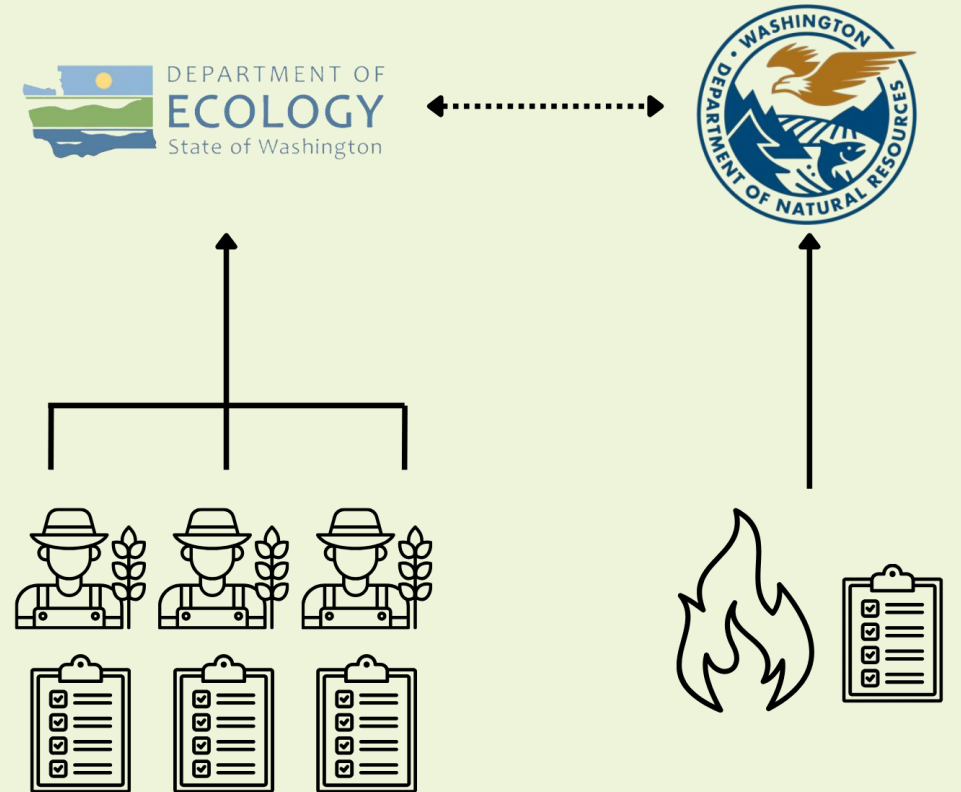 DEPARTMENT OF
ECOLOGY
State of Washington
WASHINGTON
DEPARTMENT OF NATURAL RESOURCES